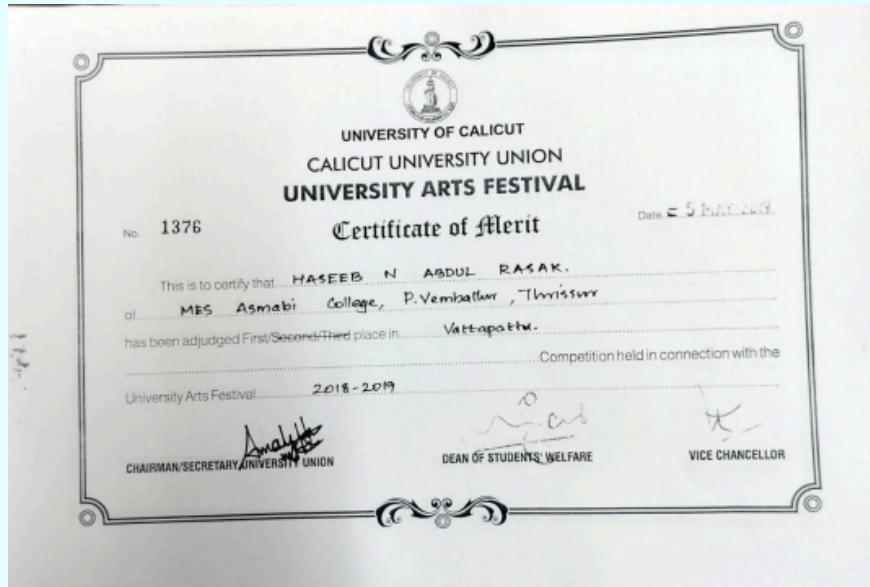 UNIVERSITY OF CALICUT
CALICUT UNIVERSITY UNION
UNIVERSITY ARTS FESTIVAL
No. 1376 Certificate of Merit Date = 5 MAY 2019
This is to certify that HASEEB N ABDUL RASAK.
of MES Asmabi College, P. Vemballur, Thrissur
has been adjudged First/Second/Third place in Vattapattu.
Competition held in connection with the
University Arts Festival 2018-2019
CHAIRMAN/SECRETARY UNIVERSITY UNION DEAN OF STUDENTS' WELFARE VICE CHANCELLOR